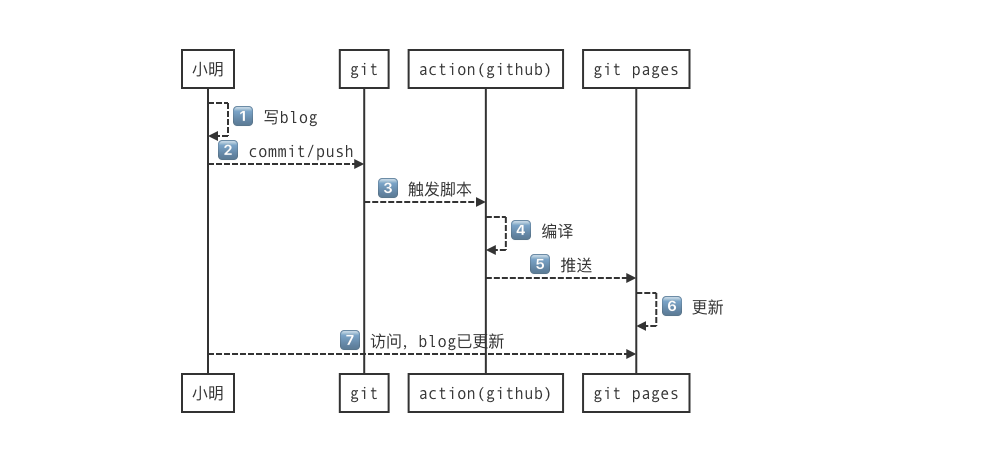 小明 git action(github) git pages
1 写blog
2 commit/push
3 触发脚本
4 编译
5 推送
6 更新
7 访问，blog已更新
小明 git action(github) git pages